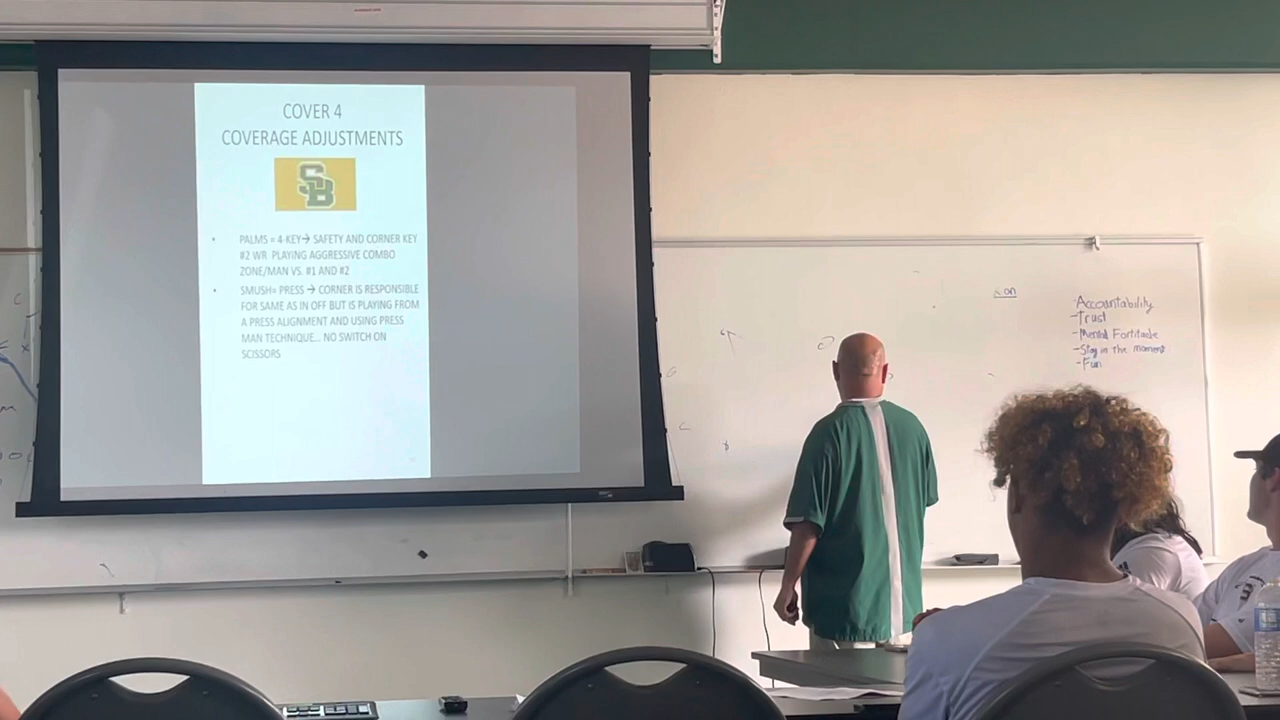 COVER 4
COVERAGE ADJUSTMENTS
SB
PALMS = 4-KEY→ SAFETY AND CORNER KEY
#2 WR PLAYING AGGRESSIVE COMBO
ZONE/MAN VS. #1 AND #2
SMUSH= PRESS → CORNER IS RESPONSIBLE
FOR SAME AS IN OFF BUT IS PLAYING FROM
A PRESS ALIGNMENT AND USING PRESS
MAN TECHNIQUE... NO SWITCH ON
SCISSORS
-Accountability
-Trust
-Mental Fortitude
-Stay in the moment
-Fun